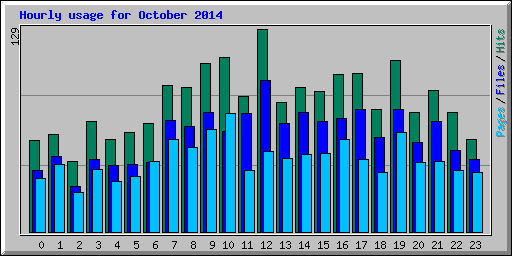 Hourly usage for October 2014
129
Pages / Files / Hits
0 1 2 3 4 5 6 7 8 9 10 11 12 13 14 15 16 17 18 19 20 21 22 23